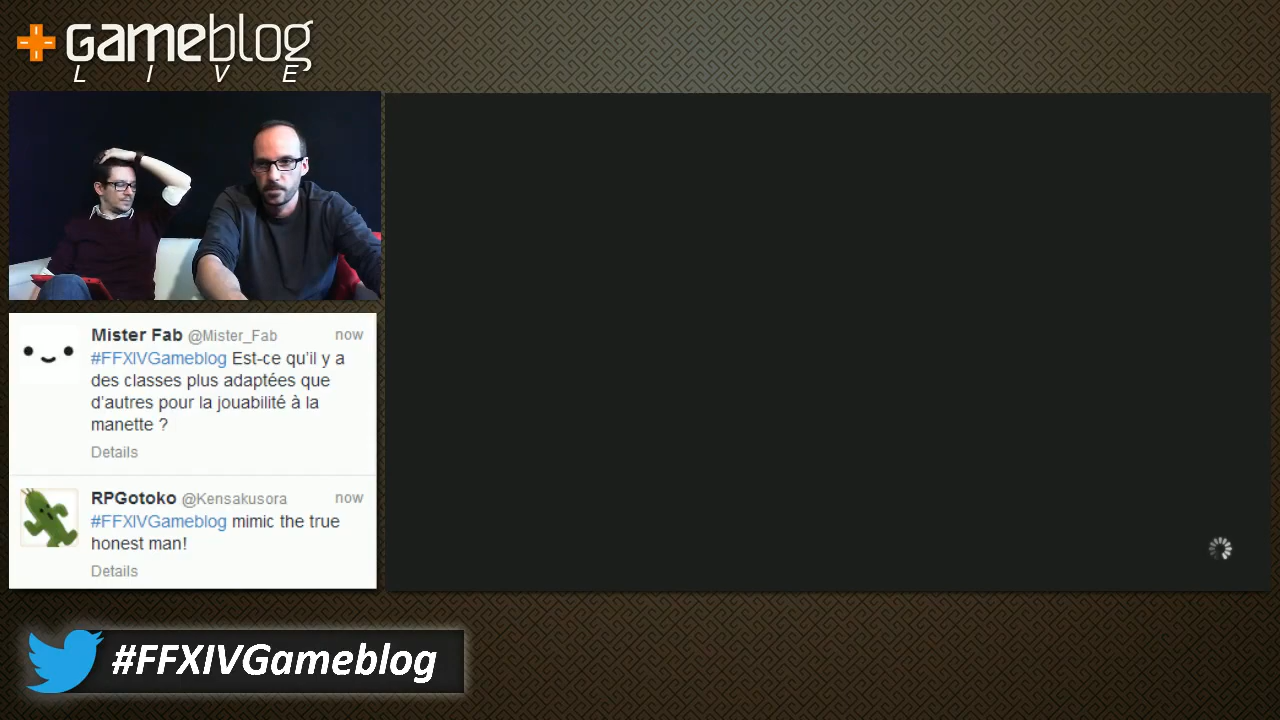 Gameblog
LIVE
Mister Fab @Mister_Fab now
#FFXIVGameblog Est-ce qu'il y a
des classes plus adaptées que
d'autres pour la jouabilité à la
manette ?
Details
RPGotoko @Kensakusora now
#FFXIVGameblog mimic the true
honest man!
Details
#FFXIVGameblog